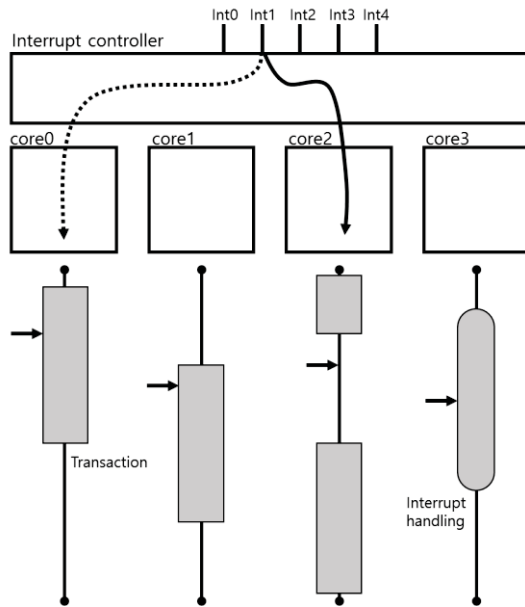 Int0 Int1 Int2 Int3 Int4
Interrupt controller
core0 core1 core2 core3
Transaction
Interrupt
handling